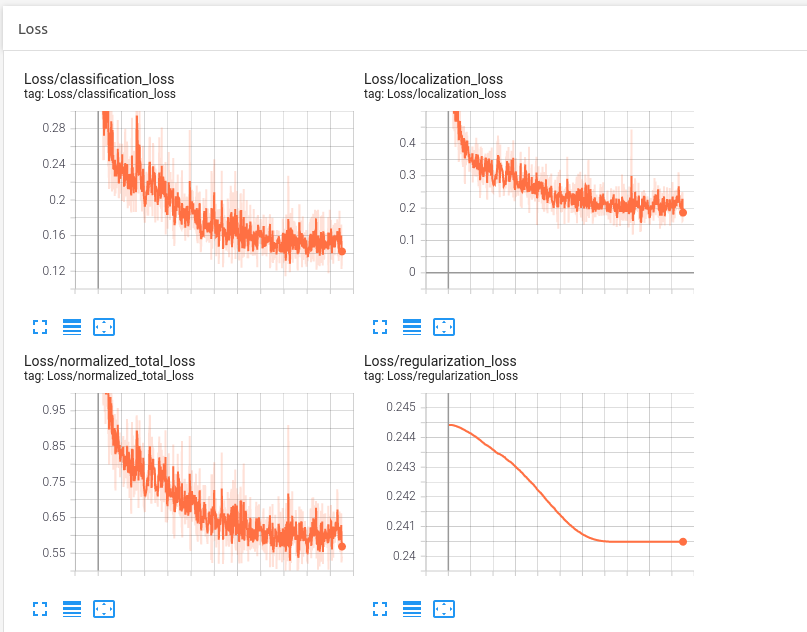 Loss
Loss/classification_loss
tag: Loss/classification_loss
0.28
0.24
0.2
0.16
0.12
Loss/localization_loss
tag: Loss/localization_loss
0.4
0.3
0.2
0.1
0
Loss/normalized_total_loss
tag: Loss/normalized_total_loss
0.95
0.85
0.75
0.65
0.55
Loss/regularization_loss
tag: Loss/regularization_loss
0.245
0.244
0.243
0.242
0.241
0.24